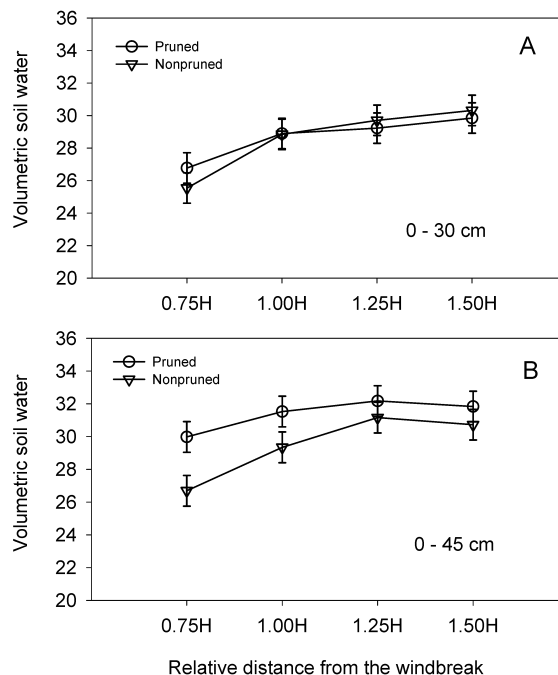 36
34
32
30
28
26
24
22
20
Volumetric soil water
Pruned
Nonpruned
A
0 - 30 cm
0.75H 1.00H 1.25H 1.50H
36
34
32
30
28
26
24
22
20
Volumetric soil water
Pruned
Nonpruned
B
0 - 45 cm
0.75H 1.00H 1.25H 1.50H
Relative distance from the windbreak